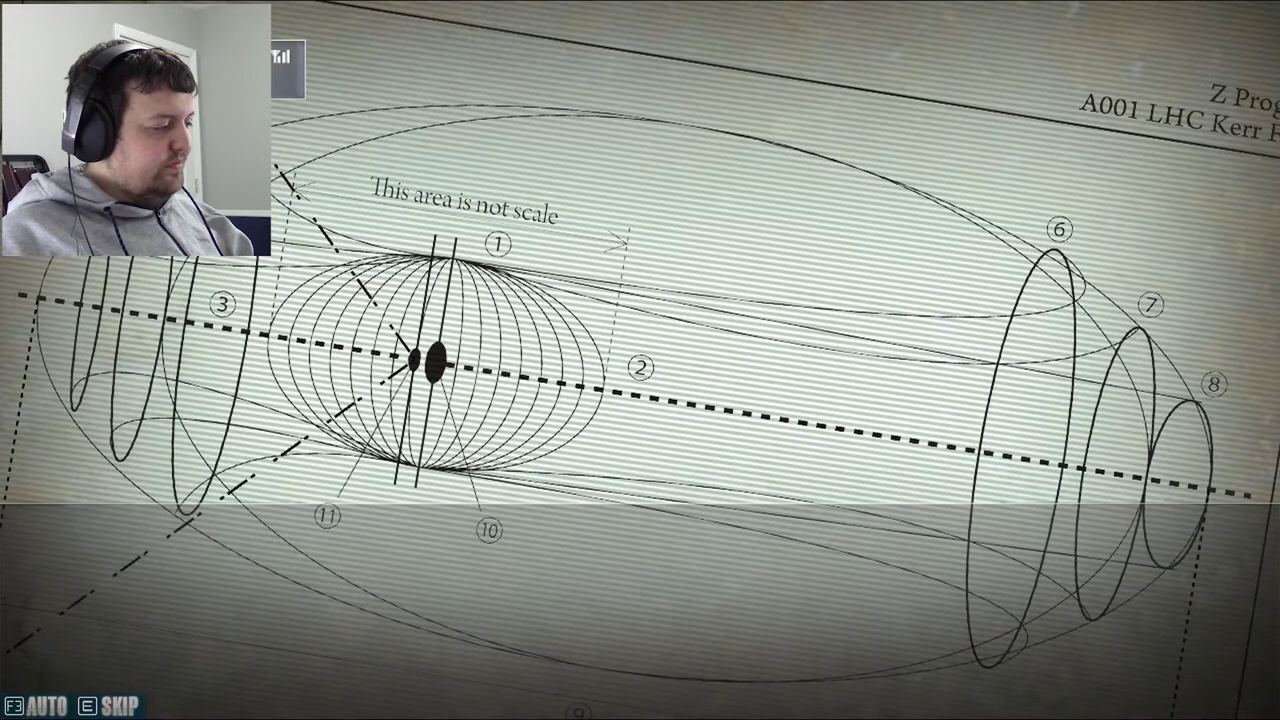 Z Prog
A001 LHC Kerr F
This area is not scale
①
⑥
⑦
③
②
⑧
⑪
⑩
⑨
F3 AUTO E SKIP